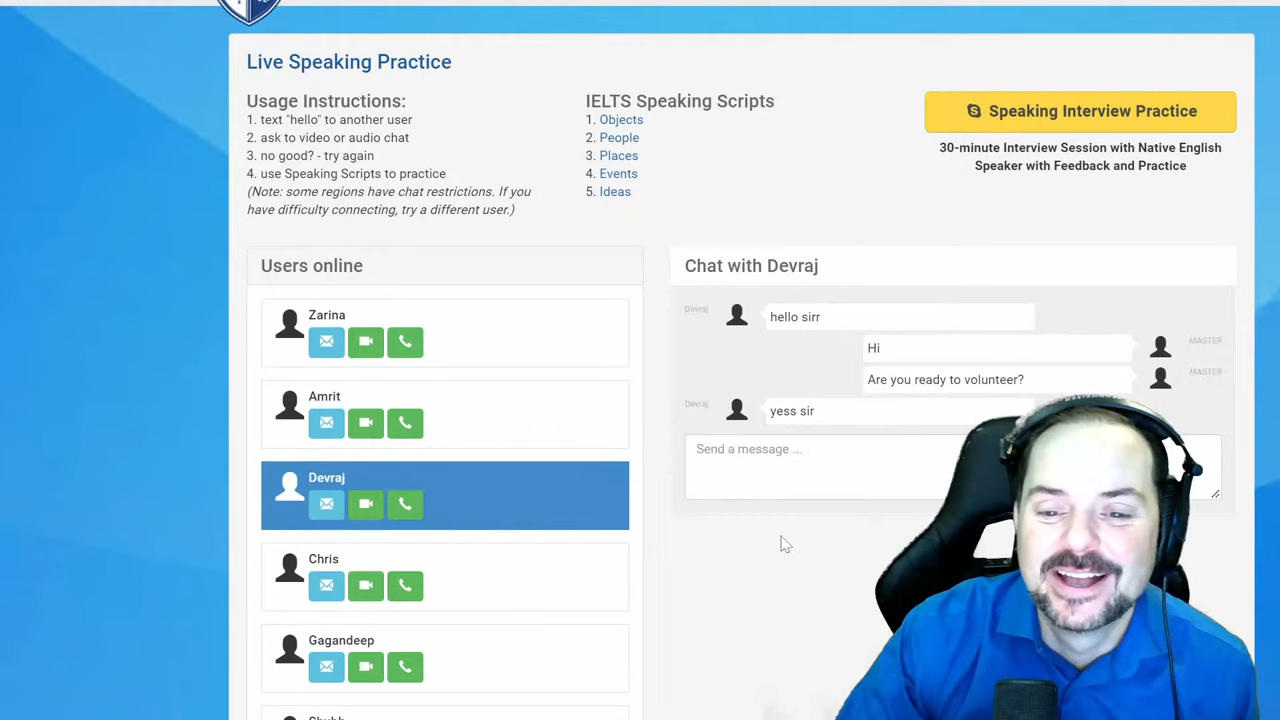 Live Speaking Practice
Usage Instructions:
1. text "hello" to another user
2. ask to video or audio chat
3. no good? - try again
4. use Speaking Scripts to practice
(Note: some regions have chat restrictions. If you
have difficulty connecting, try a different user.)
IELTS Speaking Scripts
1. Objects
2. People
3. Places
4. Events
5. Ideas
Speaking Interview Practice
30-minute Interview Session with Native English
Speaker with Feedback and Practice
Users online
Zarina
Amrit
Devraj
Chris
Gagandeep
Chat with Devraj
Devraj
hello sirr
Hi
MASTER
Are you ready to volunteer?
MASTER
Devraj
yess sir
Send a message ...